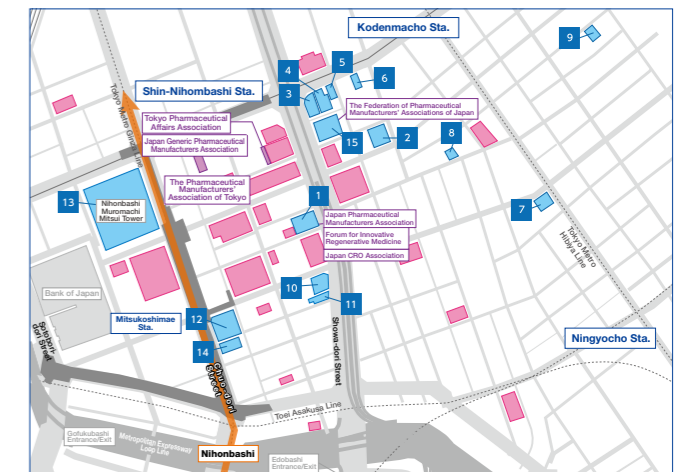 Kodenmacho Sta.
9
4
5
6
Shin-Nihombashi Sta.
3
Tokyo Metro Ginza Line
The Federation of Pharmaceutical
Manufacturers' Associations of Japan
Tokyo Pharmaceutical
Affairs Association
Japan Generic Pharmaceutical
Manufacturers Association
15
2
8
The Pharmaceutical
Manufacturers'
Association of Tokyo
13
Nihonbashi
Muromachi
Mitsui Tower
1
7
Japan Pharmaceutical
Manufacturers Association
Forum for Innovative
Regenerative Medicine
Japan CRO Association
Tokyo Metro
Hibiya Line
Bank of Japan
10
11
Mitsukoshimae
Sta.
12
14
Sotobori-
dori Street
Showa-dori Street
Ningyocho Sta.
Chuo-dori
Street
Toei Asakusa Line
Gofukubashi
Entrance/Exit
Metropolitan Expressway
Loop Line
Nihonbashi
Edobashi
Entrance/Exit